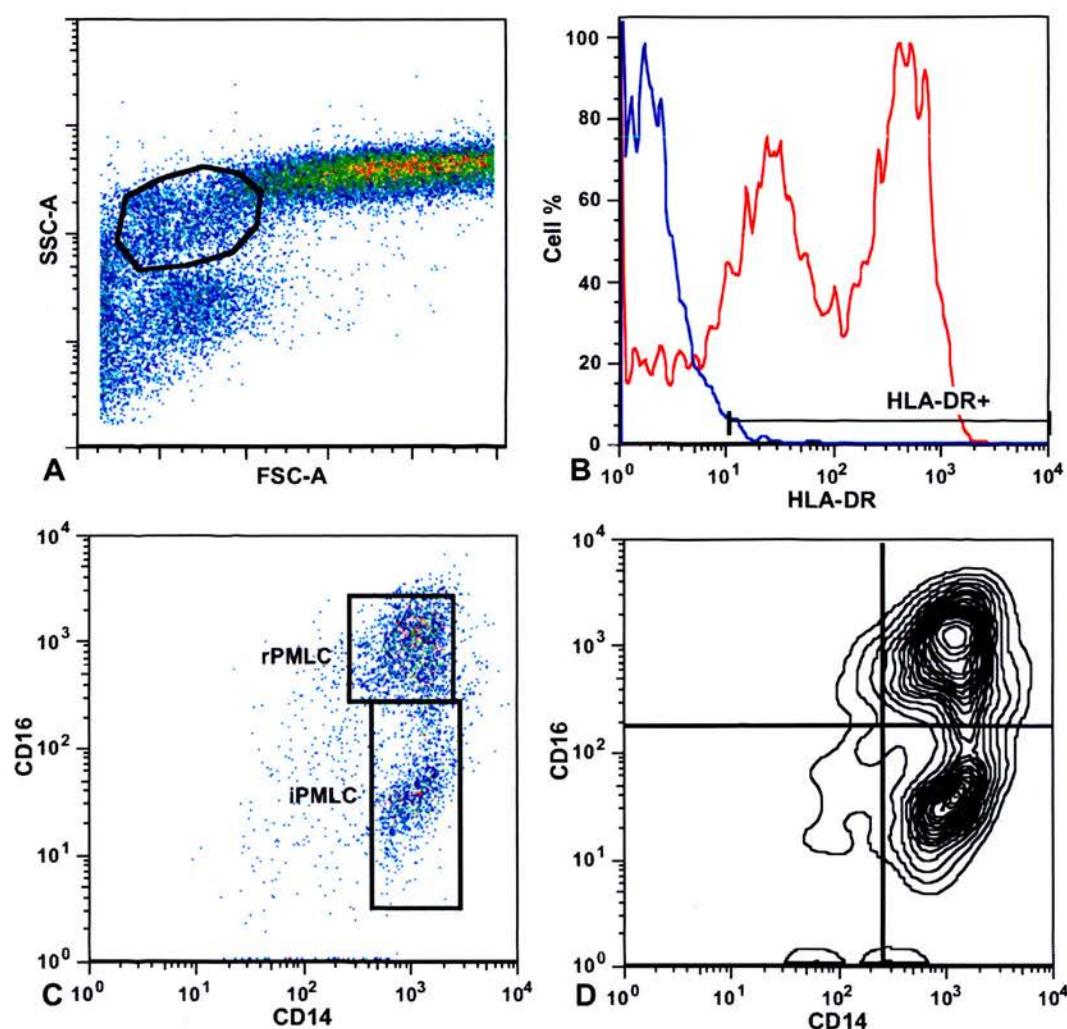 SSC-A
A
FSC-A
100
80
60
40
20
0
Cell %
HLA-DR+
10^0 10^1 10^2 10^3 10^4
B
HLA-DR
10^4
10^3
10^2
10^1
10^0
CD16
rPMLC
iPMLC
10^0 10^1 10^2 10^3 10^4
C
CD14
10^4
10^3
10^2
10^1
10^0
CD16
10^0 10^1 10^2 10^3 10^4
D
CD14